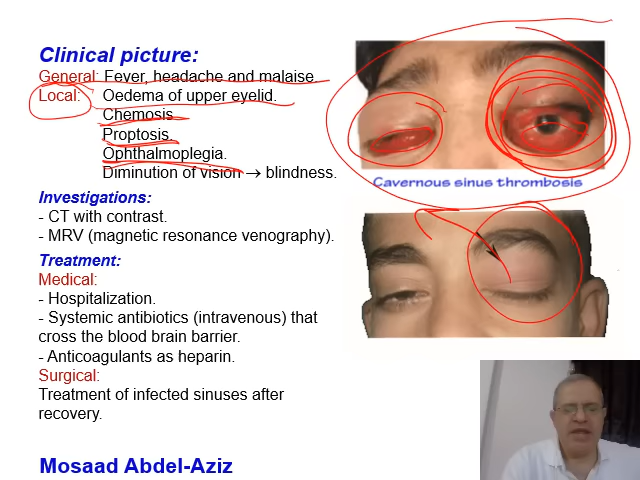 Clinical picture:
General: Fever, headache and malaise.
Local: Oedema of upper eyelid.
Chemosis.
Proptosis.
Ophthalmoplegia.
Diminution of vision → blindness.
Cavernous sinus thrombosis
Investigations:
- CT with contrast.
- MRV (magnetic resonance venography).
Treatment:
Medical:
- Hospitalization.
- Systemic antibiotics (intravenous) that
cross the blood brain barrier.
- Anticoagulants as heparin.
Surgical:
Treatment of infected sinuses after
recovery.
Mosaad Abdel-Aziz